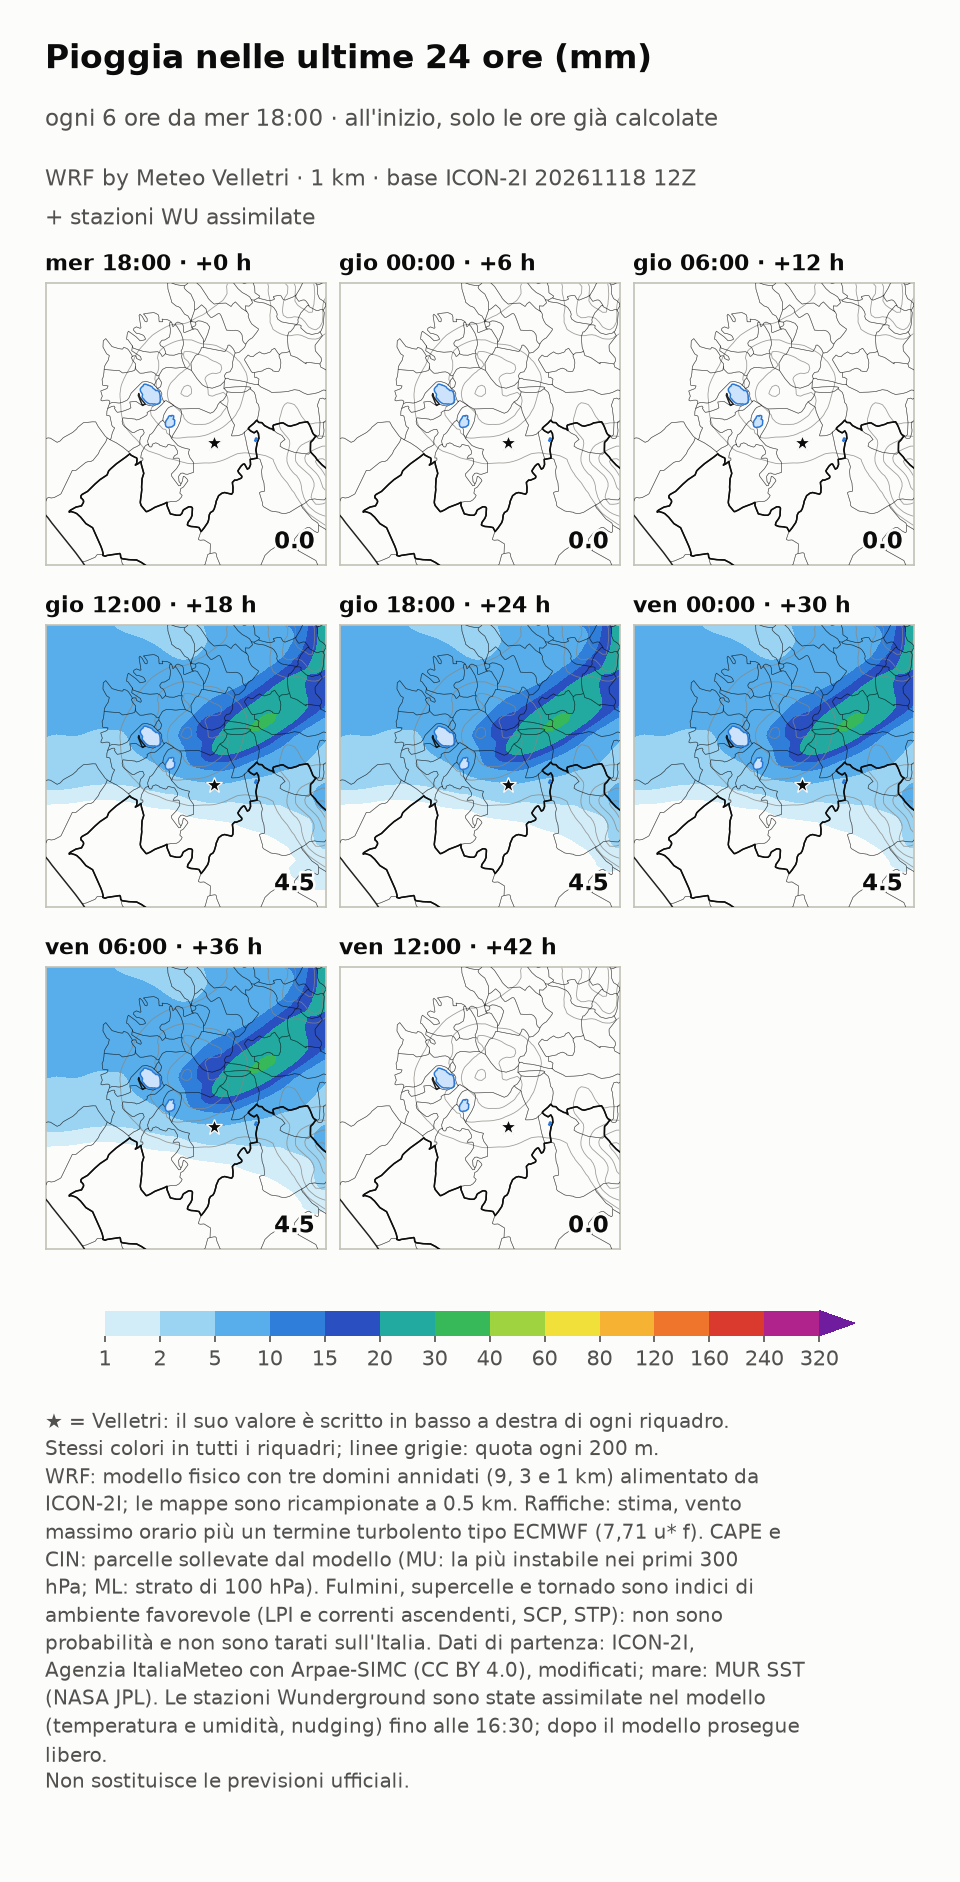 Pioggia nelle ultime 24 ore (mm)
ogni 6 ore da mer 18:00 · all'inizio, solo le ore già calcolate
WRF by Meteo Velletri · 1 km · base ICON-2I 20261118 12Z
+ stazioni WU assimilate
mer 18:00 · +0 h
gio 00:00 · +6 h
gio 06:00 · +12 h
0.0
0.0
0.0
gio 12:00 · +18 h
gio 18:00 · +24 h
ven 00:00 · +30 h
4.5
4.5
4.5
ven 06:00 · +36 h
ven 12:00 · +42 h
4.5
0.0
1 2 5 10 15 20 30 40 60 80 120 160 240 320
★ = Velletri: il suo valore è scritto in basso a destra di ogni riquadro.
Stessi colori in tutti i riquadri; linee grigie: quota ogni 200 m.
WRF: modello fisico con tre domini annidati (9, 3 e 1 km) alimentato da
ICON-2I; le mappe sono ricampionate a 0.5 km. Raffiche: stima, vento
massimo orario più un termine turbolento tipo ECMWF (7,71 u* f). CAPE e
CIN: parcelle sollevate dal modello (MU: la più instabile nei primi 300
hPa; ML: strato di 100 hPa). Fulmini, supercelle e tornado sono indici di
ambiente favorevole (LPI e correnti ascendenti, SCP, STP): non sono
probabilità e non sono tarati sull'Italia. Dati di partenza: ICON-2I,
Agenzia ItaliaMeteo con Arpae-SIMC (CC BY 4.0), modificati; mare: MUR SST
(NASA JPL). Le stazioni Wunderground sono state assimilate nel modello
(temperatura e umidità, nudging) fino alle 16:30; dopo il modello prosegue
libero.
Non sostituisce le previsioni ufficiali.